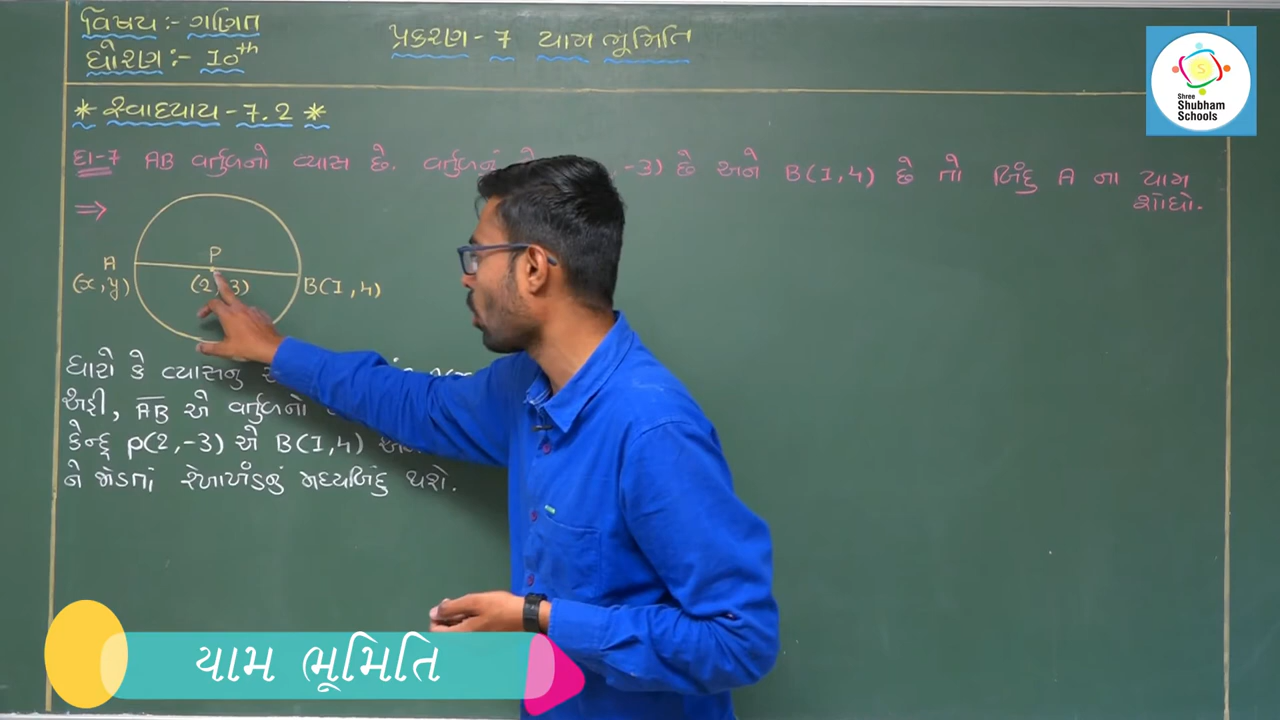 વિષય :- ગણિત
ધોરણ :- 10th
પ્રકરણ - 7 યામ ભૂમિતિ
Shree
Shubham
Schools
* સ્વાધ્યાય - 7.2 *
દા-7 AB વર્તુળનો વ્યાસ છે. -3) છે અને B(1,4) છે તો બિંદુ A ના યામ
શોધો.
⇒
P
A
(x,y)
B(1,4)
ધારો કે વ્યાસનુ
અહી, AB એ વર્તુળનો
કેન્દ્ર P(2,-3) એ B(1,4)
ને જોડતાં રેખાખંડનું મધ્યબિંદુ થશે.
યામ ભૂમિતિ